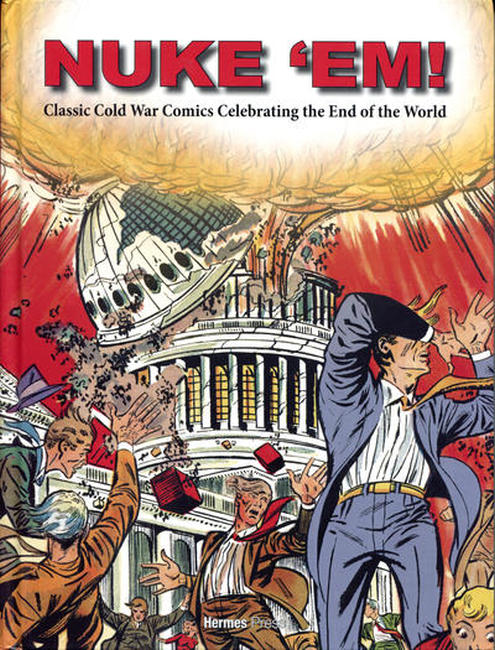 NUKE ‘EM!
Classic Cold War Comics Celebrating the End of the World
Hermes Press